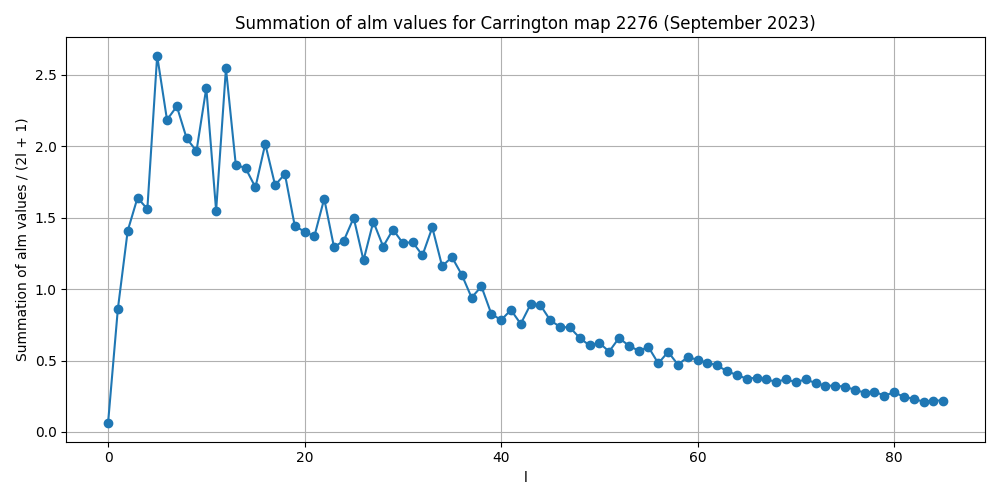 Summation of alm values for Carrington map 2276 (September 2023)
Summation of alm values / (2l + 1)
2.5
2.0
1.5
1.0
0.5
0.0
0 20 40 60 80
l